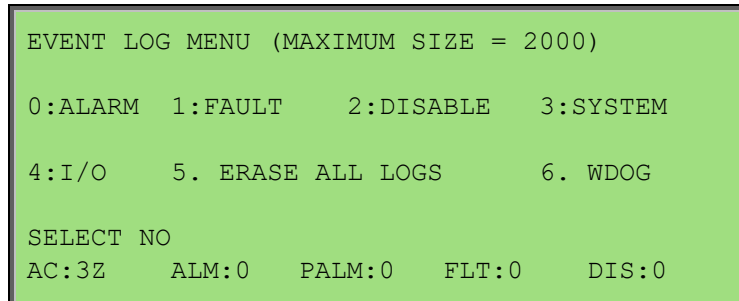 EVENT LOG MENU (MAXIMUM SIZE = 2000)
0:ALARM 1:FAULT 2:DISABLE 3:SYSTEM
4:I/O 5. ERASE ALL LOGS 6. WDOG
SELECT NO
AC:3Z ALM:0 PALM:0 FLT:0 DIS:0